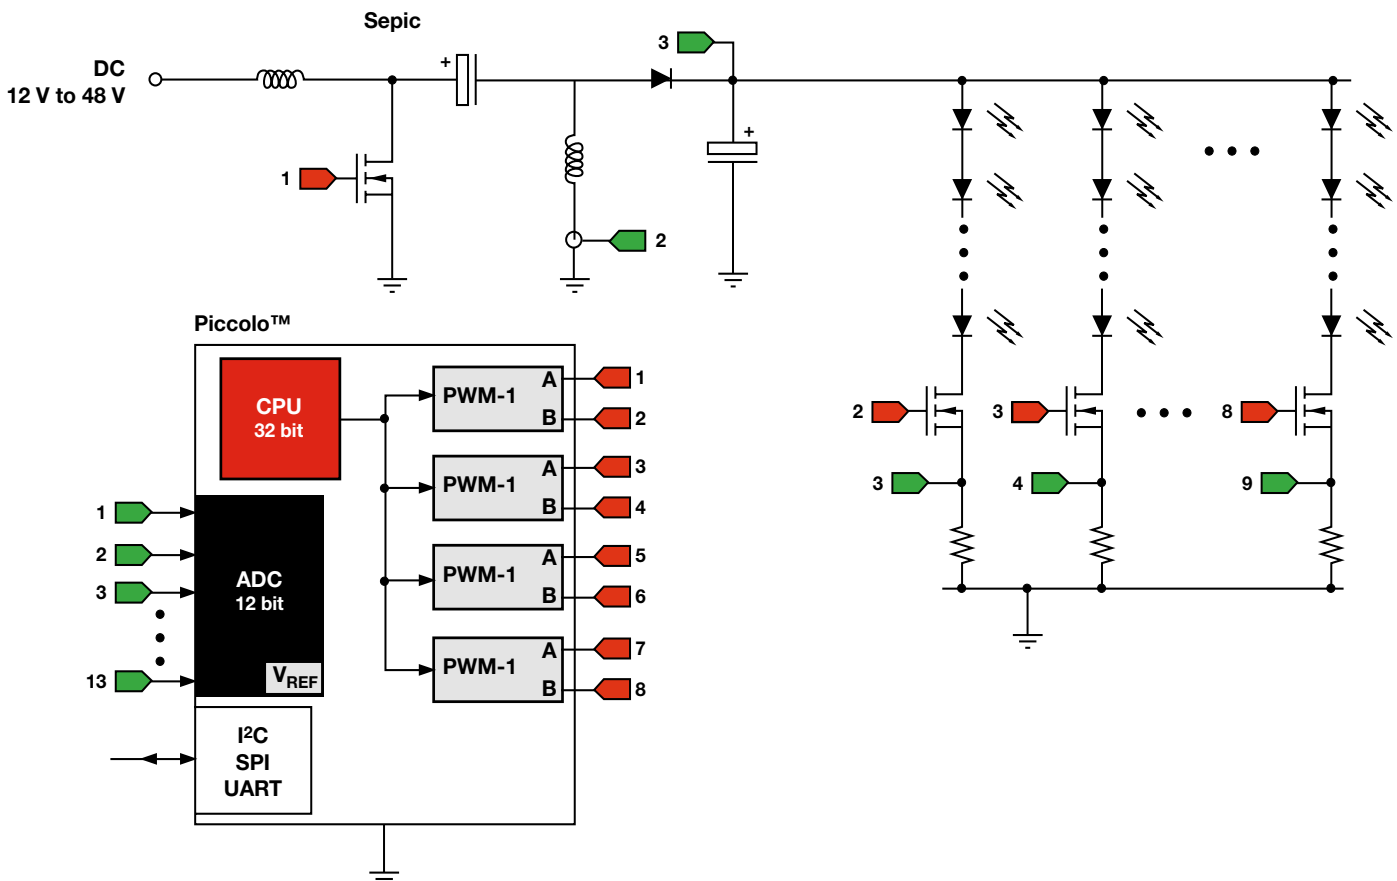 Sepic
DC
12 V to 48 V
+
3
+
1
2
Piccolo™
CPU
32 bit
PWM-1
A
B
1
2
PWM-1
A
B
3
4
PWM-1
A
B
5
6
PWM-1
A
B
7
8
1
2
3
13
ADC
12 bit
VREF
I²C
SPI
UART
2
3
8
3
4
9